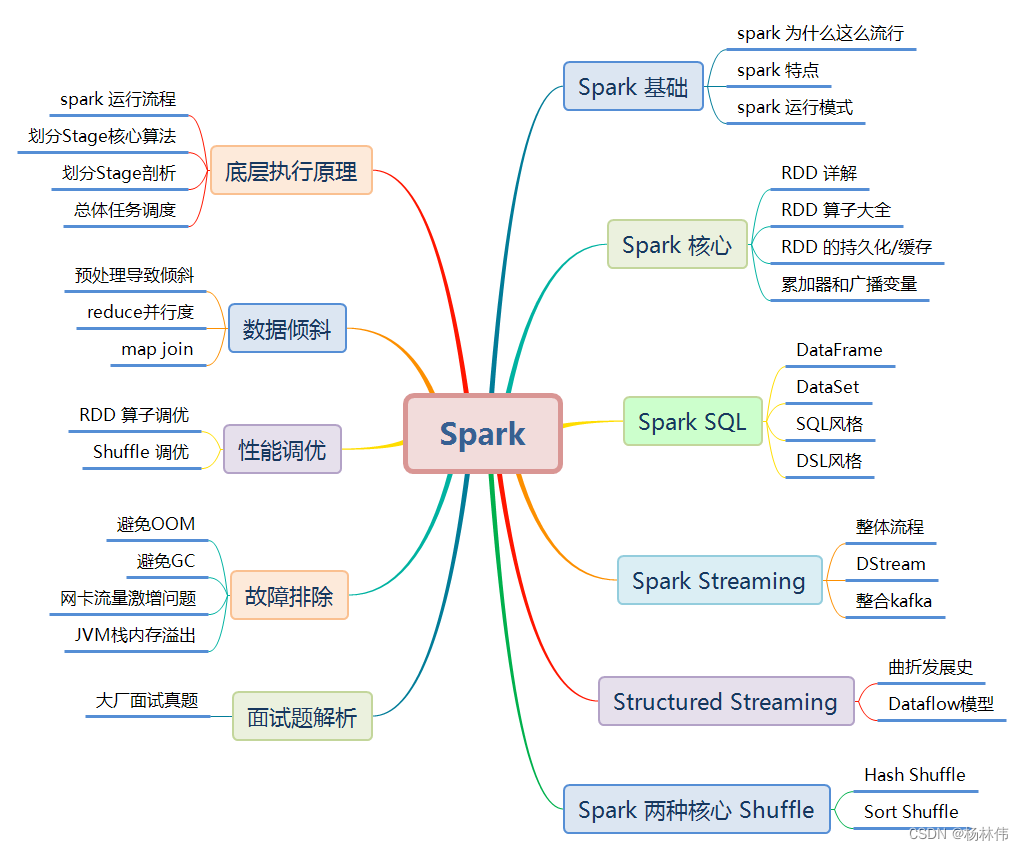 Spark
Spark 基础
spark 为什么这么流行
spark 特点
spark 运行模式
Spark 核心
RDD 详解
RDD 算子大全
RDD 的持久化/缓存
累加器和广播变量
Spark SQL
DataFrame
DataSet
SQL风格
DSL风格
Spark Streaming
整体流程
DStream
整合kafka
Structured Streaming
曲折发展史
Dataflow模型
Spark 两种核心 Shuffle
Hash Shuffle
Sort Shuffle
底层执行原理
spark 运行流程
划分Stage核心算法
划分Stage剖析
总体任务调度
数据倾斜
预处理导致倾斜
reduce并行度
map join
性能调优
RDD 算子调优
Shuffle 调优
故障排除
避免OOM
避免GC
网卡流量激增问题
JVM栈内存溢出
面试题解析
大厂面试真题
CSDN @杨林伟